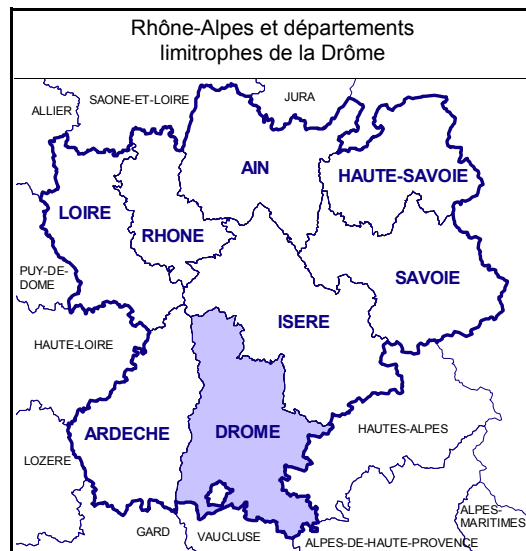 Rhône-Alpes et départements
limitrophes de la Drôme
SAONE-ET-LOIRE
JURA
ALLIER
AIN
HAUTE-SAVOIE
LOIRE
RHONE
PUY-DE-
DOME
SAVOIE
ISERE
HAUTE-LOIRE
ARDECHE
DROME
HAUTES-ALPES
LOZERE
ALPES-
MARITIMES
GARD
VAUCLUSE
ALPES-DE-HAUTE-PROVENCE